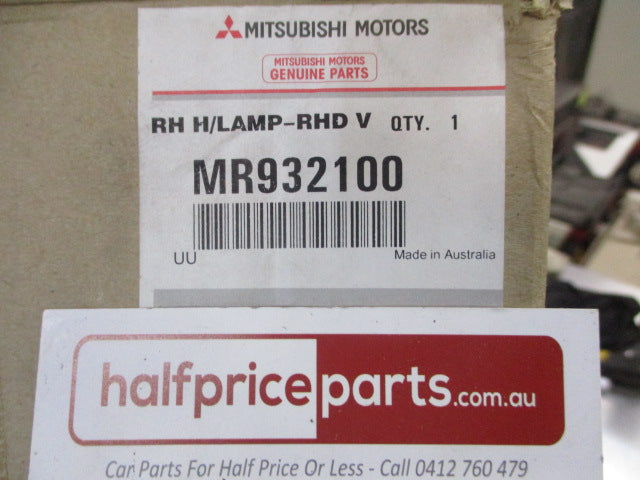 MITSUBISHI MOTORS
MITSUBISHI MOTORS
GENUINE PARTS
RH H/LAMP-RHD V QTY. 1
MR932100
UU Made in Australia
halfpriceparts.com.au
Car Parts For Half Price Or Less - Call 0412 760 479